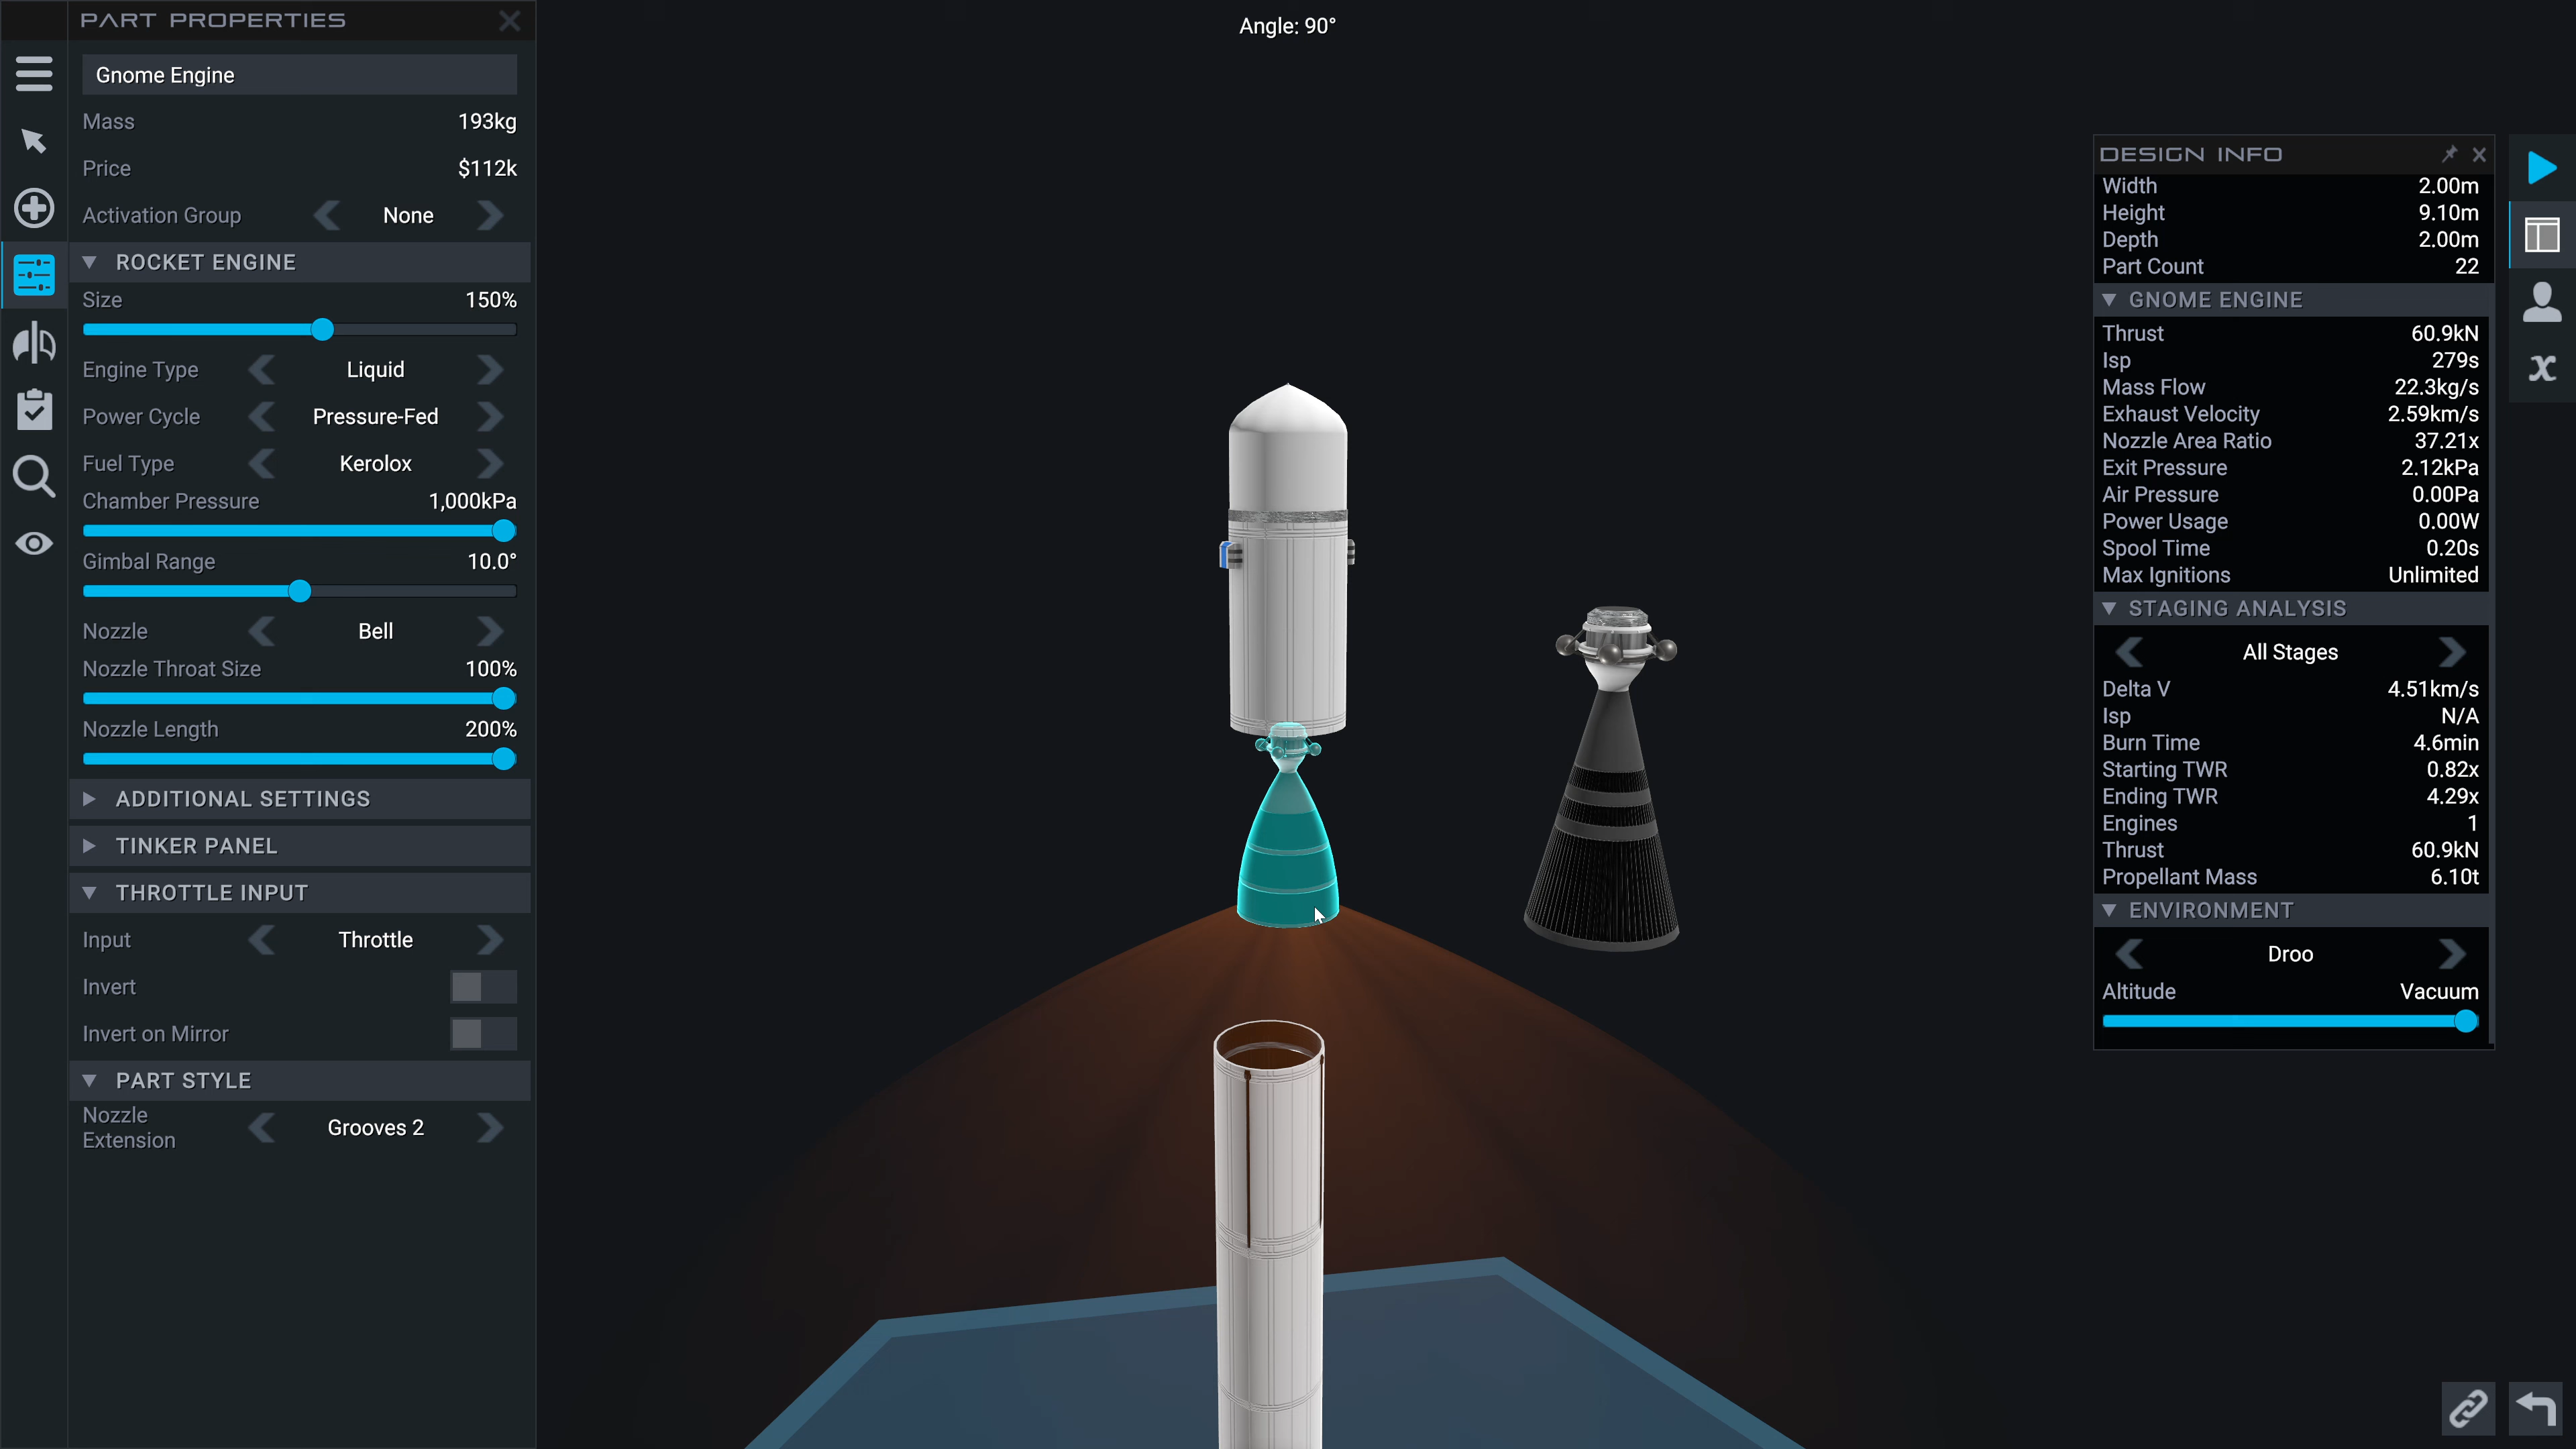 PART PROPERTIES
Gnome Engine
Mass 193kg
Price $112k
Activation Group None
ROCKET ENGINE
Size 150%
Engine Type Liquid
Power Cycle Pressure-Fed
Fuel Type Kerolox
Chamber Pressure 1,000kPa
Gimbal Range 10.0°
Nozzle Bell
Nozzle Throat Size 100%
Nozzle Length 200%
ADDITIONAL SETTINGS
TINKER PANEL
THROTTLE INPUT
Input Throttle
Invert
Invert on Mirror
PART STYLE
Nozzle
Extension Grooves 2
Angle: 90°
DESIGN INFO
Width 2.00m
Height 9.10m
Depth 2.00m
Part Count 22
GNOME ENGINE
Thrust 60.9kN
Isp 279s
Mass Flow 22.3kg/s
Exhaust Velocity 2.59km/s
Nozzle Area Ratio 37.21x
Exit Pressure 2.12kPa
Air Pressure 0.00Pa
Power Usage 0.00W
Spool Time 0.20s
Max Ignitions Unlimited
STAGING ANALYSIS
All Stages
Delta V 4.51km/s
Isp N/A
Burn Time 4.6min
Starting TWR 0.82x
Ending TWR 4.29x
Engines 1
Thrust 60.9kN
Propellant Mass 6.10t
ENVIRONMENT
Droo
Altitude Vacuum
x